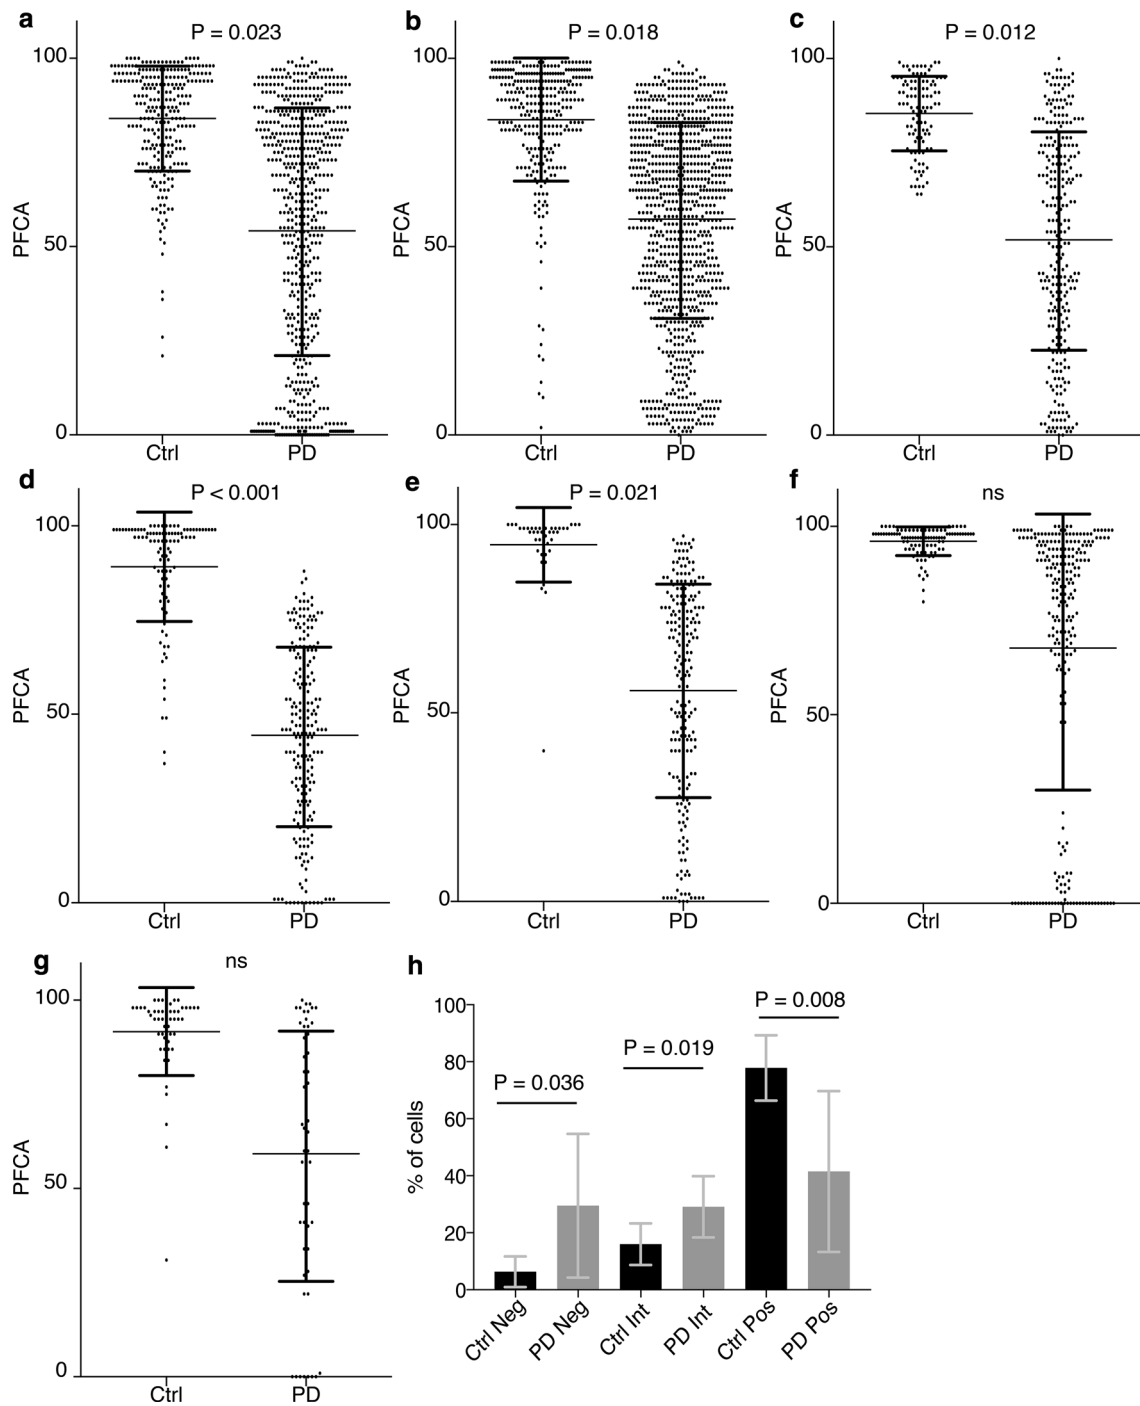 a
P = 0.023
100
50
0
PFCA
Ctrl
PD
b
P = 0.018
100
50
0
PFCA
Ctrl
PD
c
P = 0.012
100
50
0
PFCA
Ctrl
PD
d
P < 0.001
100
50
0
PFCA
Ctrl
PD
e
P = 0.021
100
50
0
PFCA
Ctrl
PD
f
ns
100
50
0
PFCA
Ctrl
PD
g
ns
100
50
0
PFCA
Ctrl
PD
h
P = 0.036
P = 0.019
P = 0.008
100
80
60
40
20
0
% of cells
Ctrl Neg
PD Neg
Ctrl Int
PD Int
Ctrl Pos
PD Pos